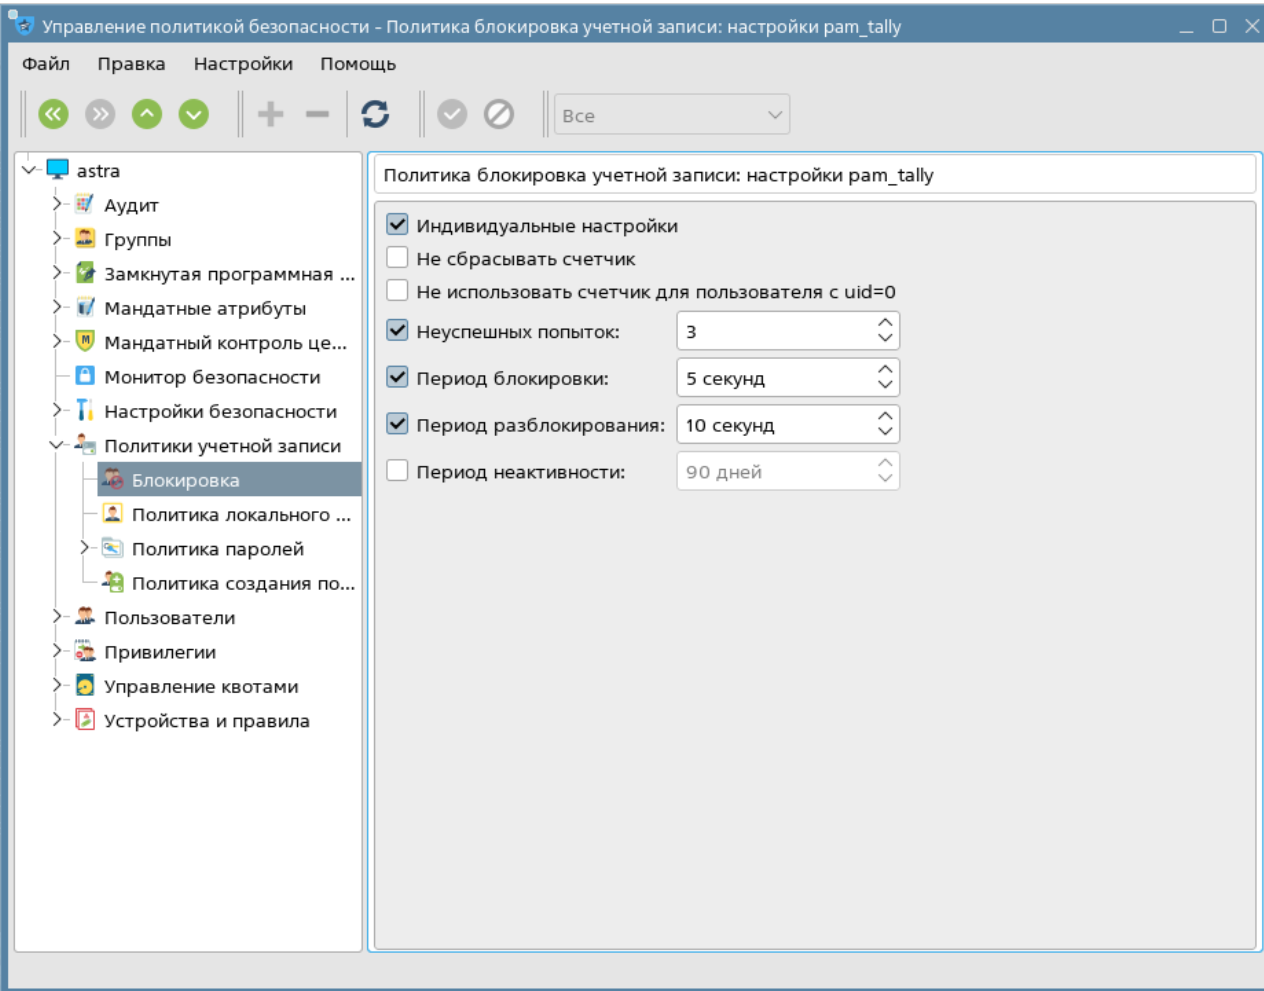 Управление политикой безопасности - Политика блокировка учетной записи: настройки pam_tally
Файл Правка Настройки Помощь
Все
astra
Аудит
Группы
Замкнутая программная ...
Мандатные атрибуты
Мандатный контроль це...
Монитор безопасности
Настройки безопасности
Политики учетной записи
Блокировка
Политика локального ...
Политика паролей
Политика создания по...
Пользователи
Привилегии
Управление квотами
Устройства и правила
Политика блокировка учетной записи: настройки pam_tally
Индивидуальные настройки
Не сбрасывать счетчик
Не использовать счетчик для пользователя с uid=0
Неуспешных попыток: 3
Период блокировки: 5 секунд
Период разблокирования: 10 секунд
Период неактивности: 90 дней